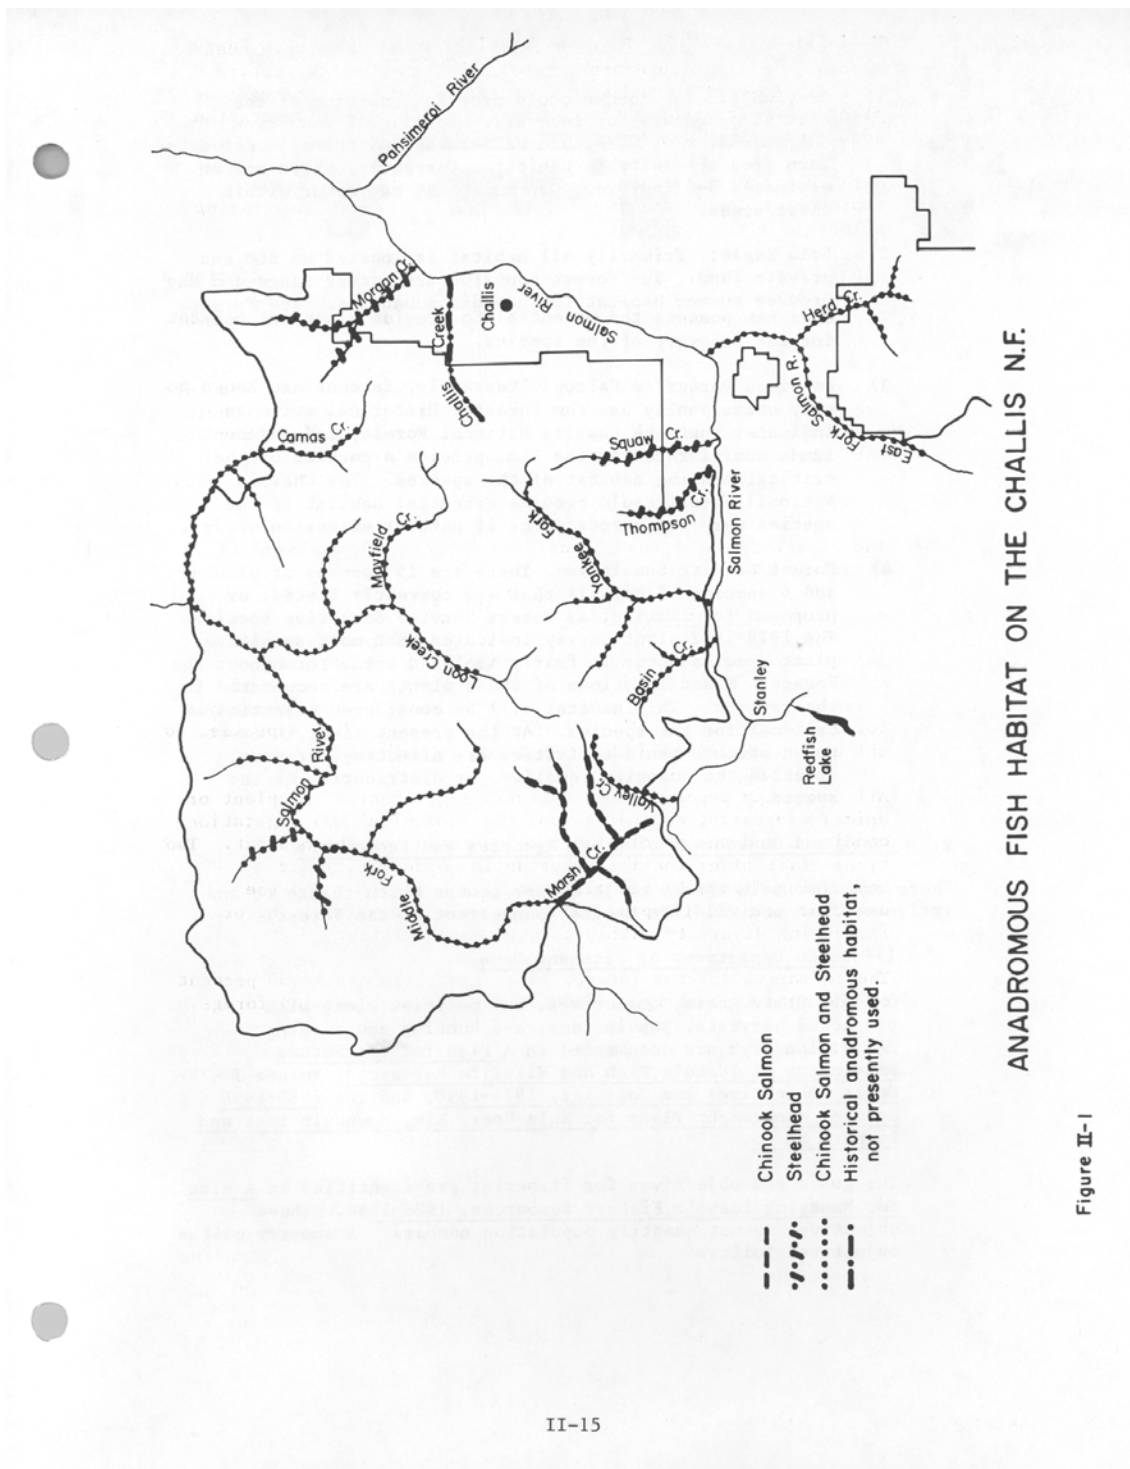 ANADROMOUS FISH HABITAT ON THE CHALLIS N.F.
Pahsimeroi River
Morgan Cr.
Challis Creek
Challis
Salmon River
Herd Cr.
East Fork Salmon R.
Camas Cr.
Squaw Cr.
Thompson Cr.
Salmon River
Mayfield Cr.
Yankee Fork
Loon Creek
Basin Cr.
Stanley
Redfish
Lake
Valley Cr.
Marsh Cr.
Middle Fork Salmon River
Chinook Salmon
Steelhead
Chinook Salmon and Steelhead
Historical anadromous habitat,
not presently used.
Figure II-1
II-15